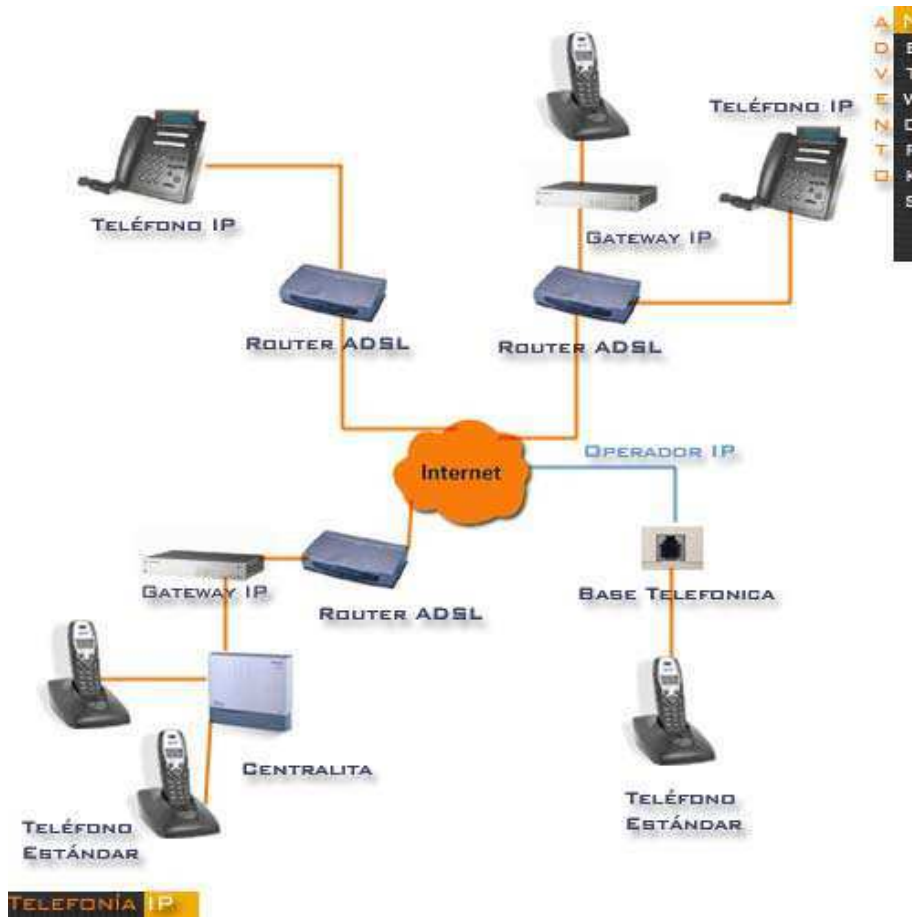 TELÉFONO IP
TELÉFONO IP
GATEWAY IP
ROUTER ADSL
ROUTER ADSL
Internet
OPERADOR IP
GATEWAY IP
ROUTER ADSL
BASE TELEFONICA
CENTRALITA
TELÉFONO
ESTÁNDAR
TELÉFONO
ESTÁNDAR
TELEFONÍA IP
ADVENTO